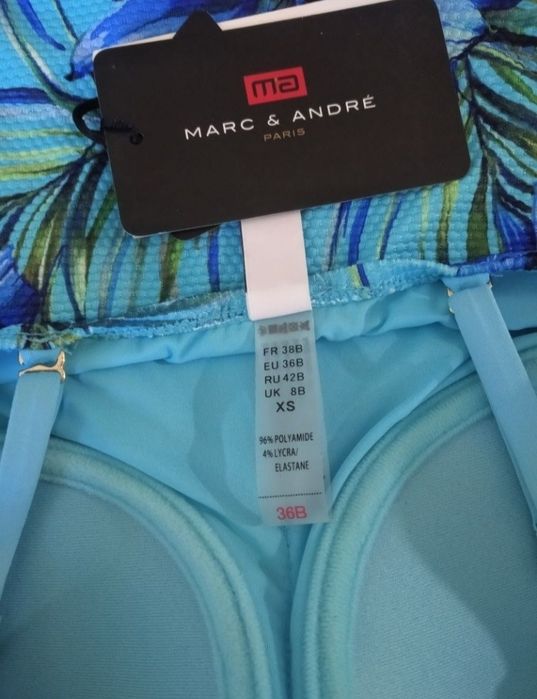 ma
MARC & ANDRÉ
PARIS
FR 38B
EU 36B
RU 42B
UK 8B
XS
96% POLYAMIDE
4% LYCRA/
ELASTANE
36B